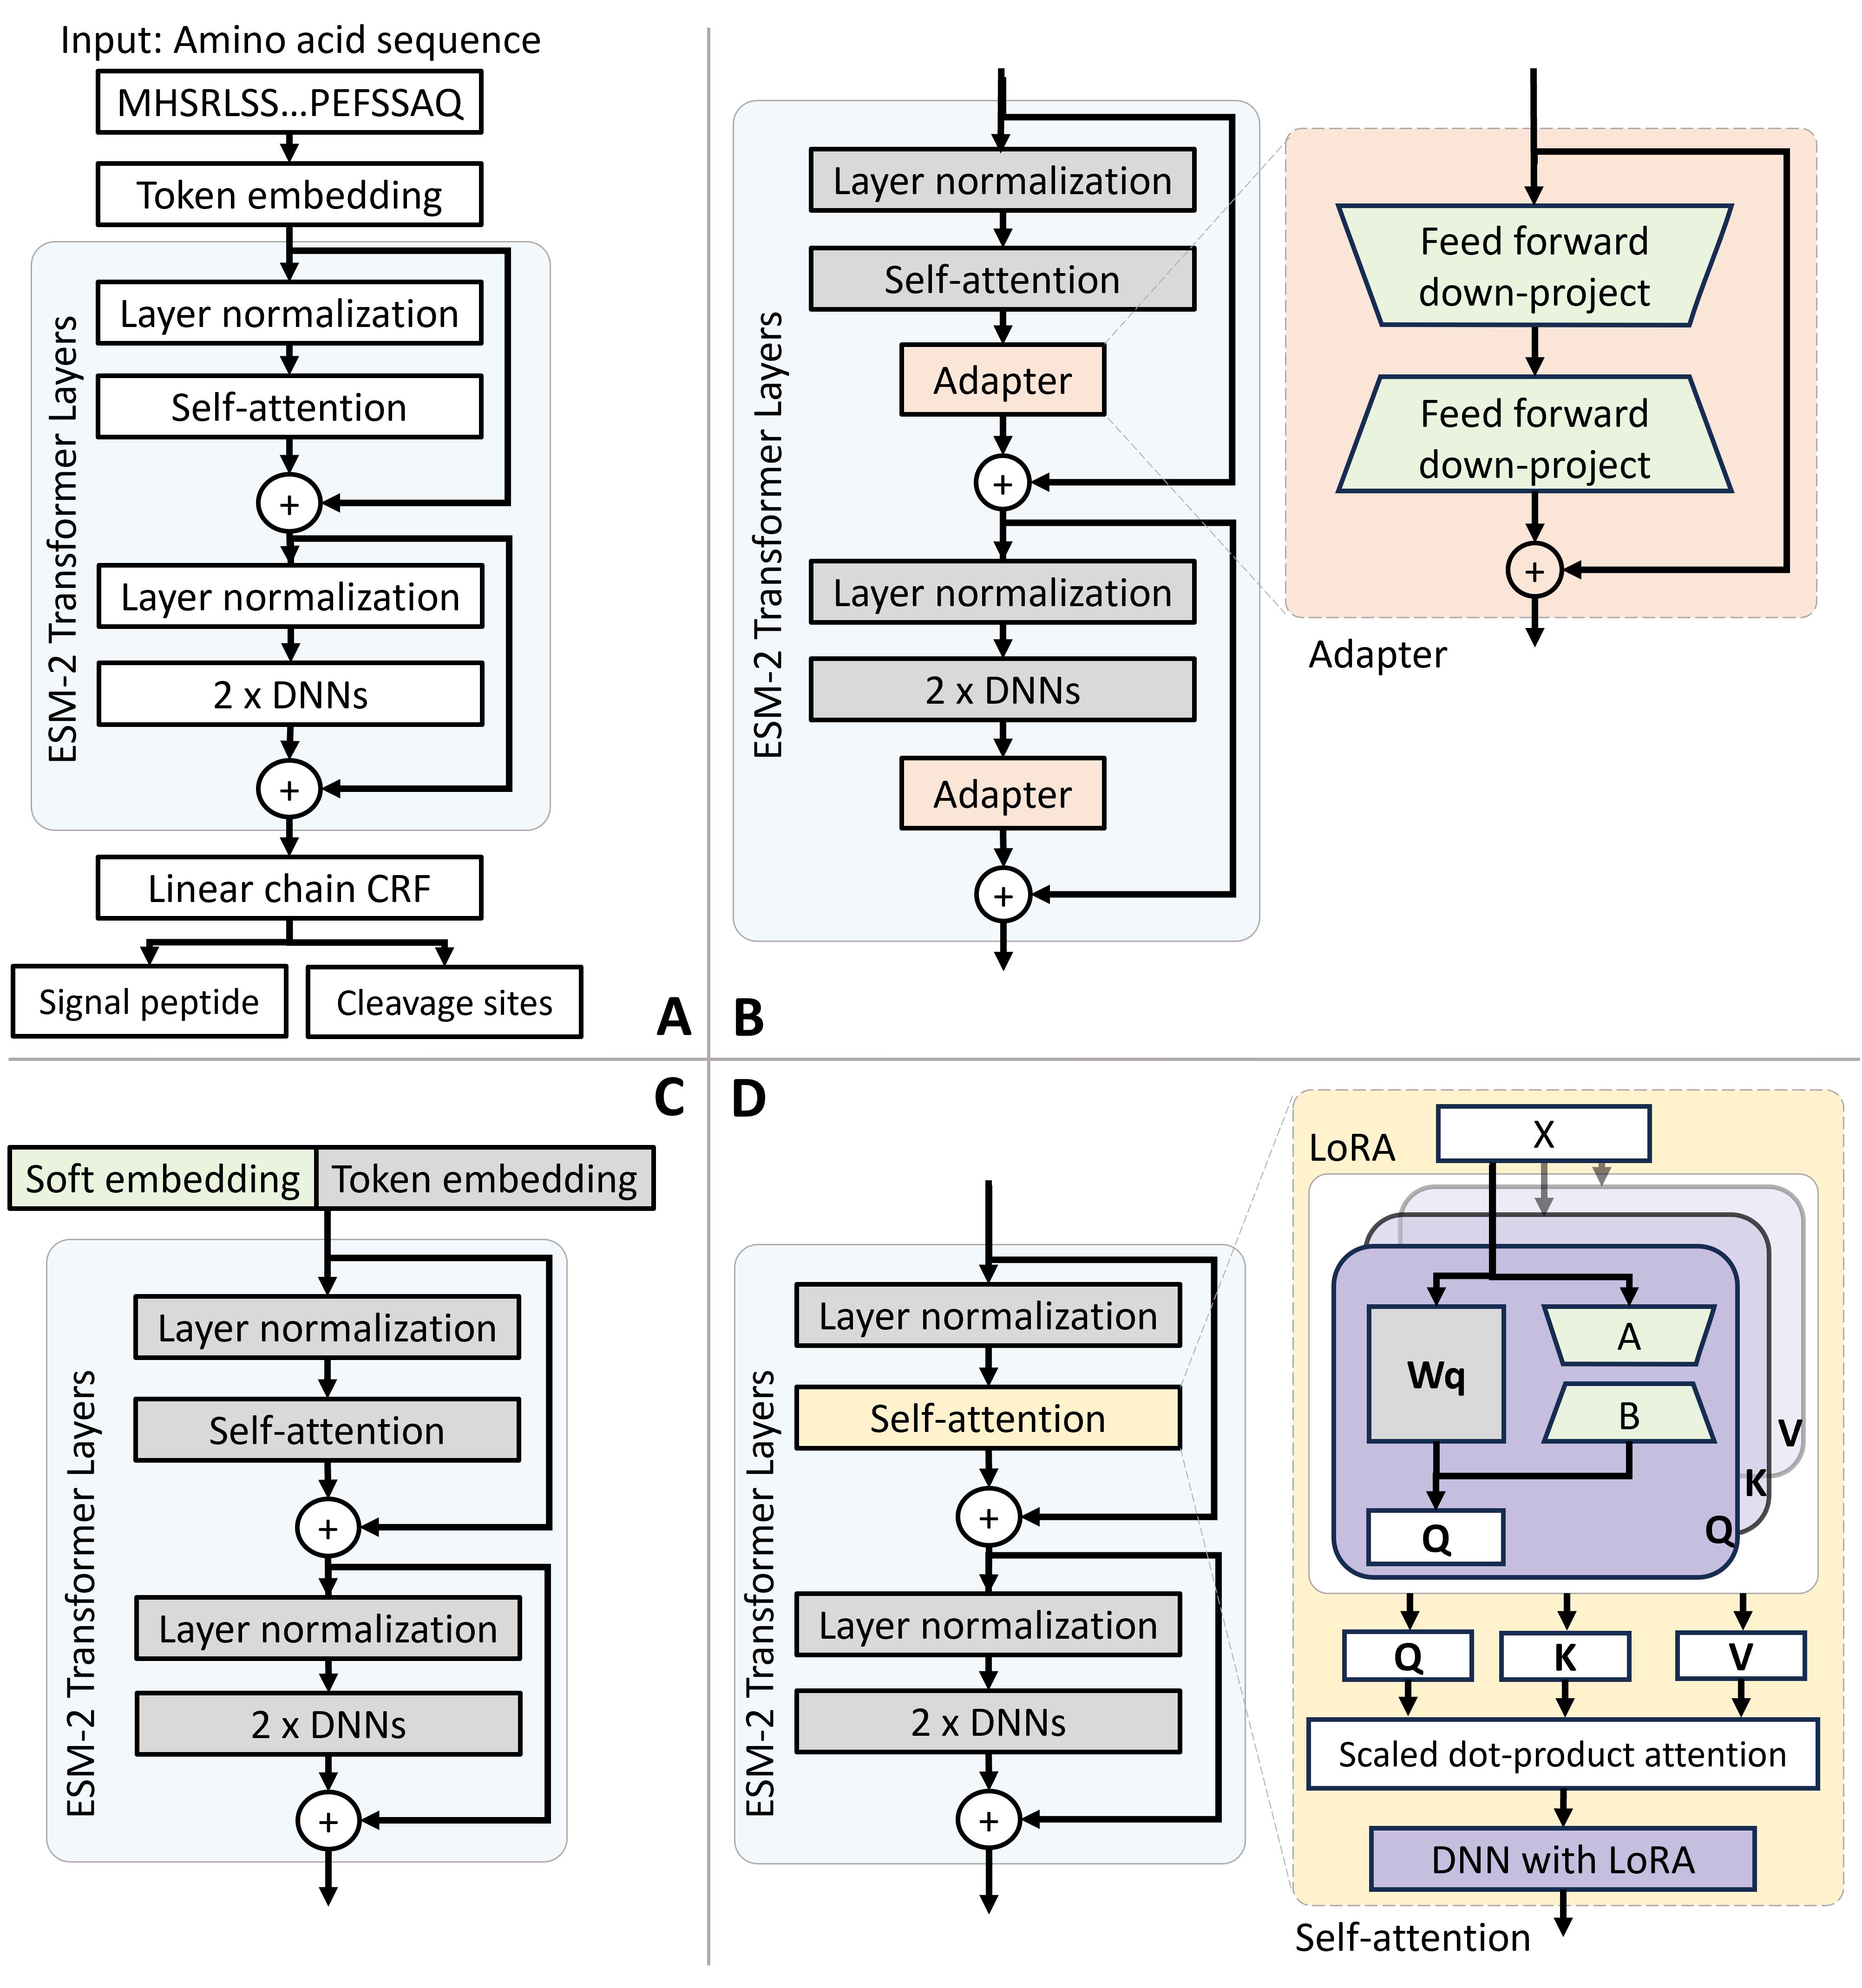 Input: Amino acid sequence
MHSRLSS...PEFSSAQ
Token embedding
ESM-2 Transformer Layers
Layer normalization
Self-attention
+
Layer normalization
2 x DNNs
+
Linear chain CRF
Signal peptide
Cleavage sites
A
B
ESM-2 Transformer Layers
Layer normalization
Self-attention
Adapter
+
Layer normalization
2 x DNNs
Adapter
+
Feed forward
down-project
Feed forward
down-project
+
Adapter
C
Soft embedding
Token embedding
ESM-2 Transformer Layers
Layer normalization
Self-attention
+
Layer normalization
2 x DNNs
+
D
ESM-2 Transformer Layers
Layer normalization
Self-attention
+
Layer normalization
2 x DNNs
+
LoRA
X
Wq
A
B
Q
Q
K
V
Q
K
V
Scaled dot-product attention
DNN with LoRA
Self-attention